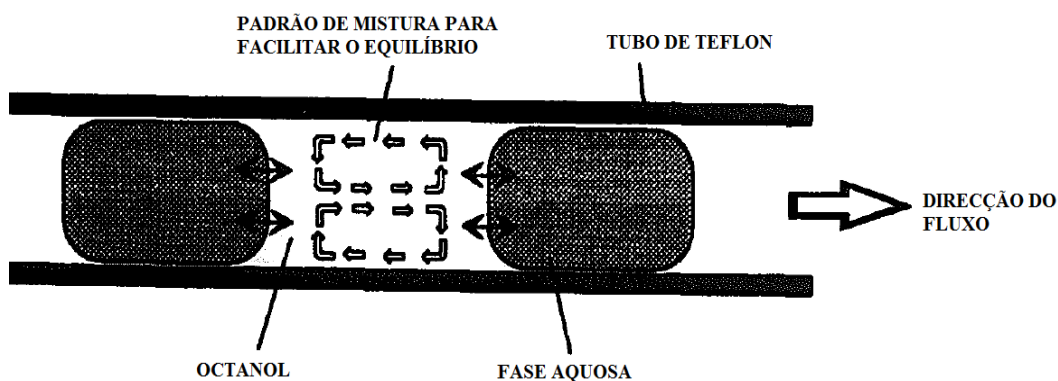 PADRÃO DE MISTURA PARA
FACILITAR O EQUILÍBRIO
TUBO DE TEFLON
DIRECÇÃO DO
FLUXO
OCTANOL
FASE AQUOSA